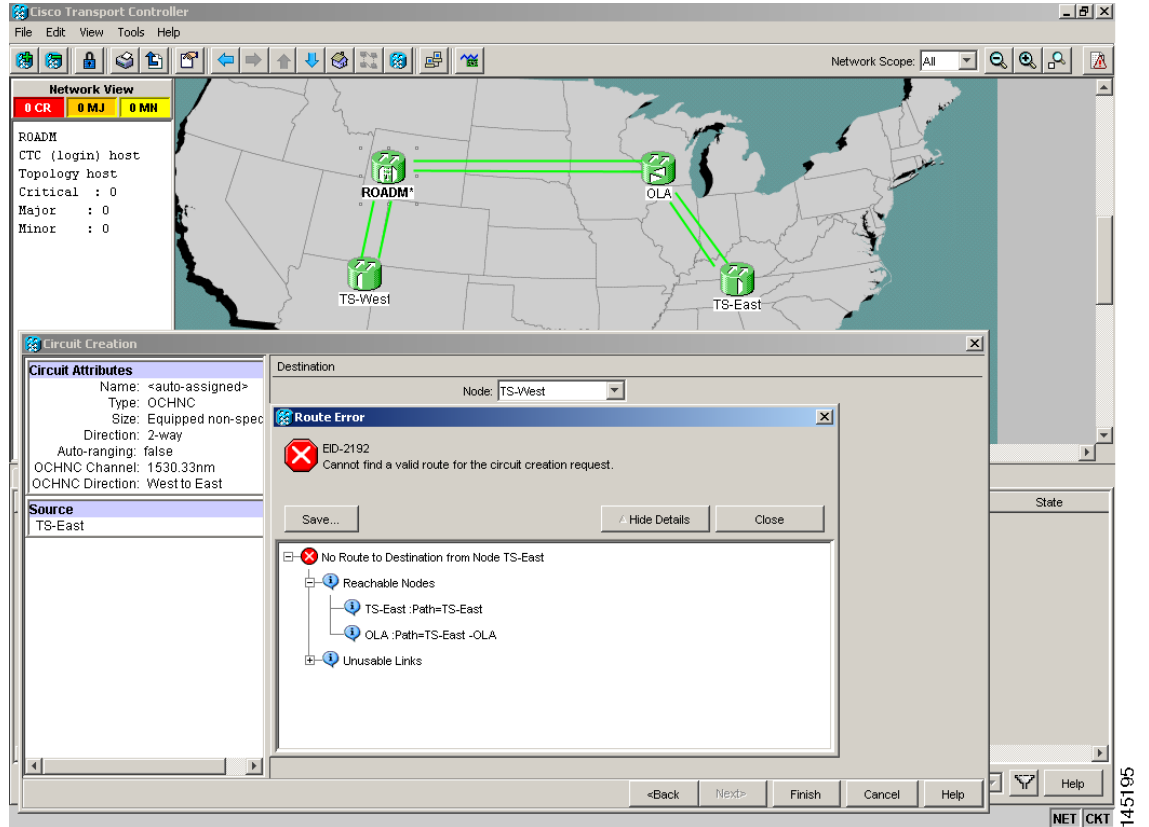 Cisco Transport Controller
File Edit View Tools Help
Network Scope: All
Network View
0 CR 0 MJ 0 MN
ROADM
CTC (login) host
Topology host
Critical : 0
Major : 0
Minor : 0
ROADM*
OLA
TS-West
TS-East
Circuit Creation
Circuit Attributes
Name: <auto-assigned>
Type: OCHNC
Size: Equipped non-spec
Direction: 2-way
Auto-ranging: false
OCHNC Channel: 1530.33nm
OCHNC Direction: West to East
Source
TS-East
Destination
Node: TS-West
Route Error
EID-2192
Cannot find a valid route for the circuit creation request.
Save... Hide Details Close
No Route to Destination from Node TS-East
Reachable Nodes
TS-East :Path=TS-East
OLA :Path=TS-East -OLA
Unusable Links
State
<Back Next> Finish Cancel Help
Help
NET CKT
145195